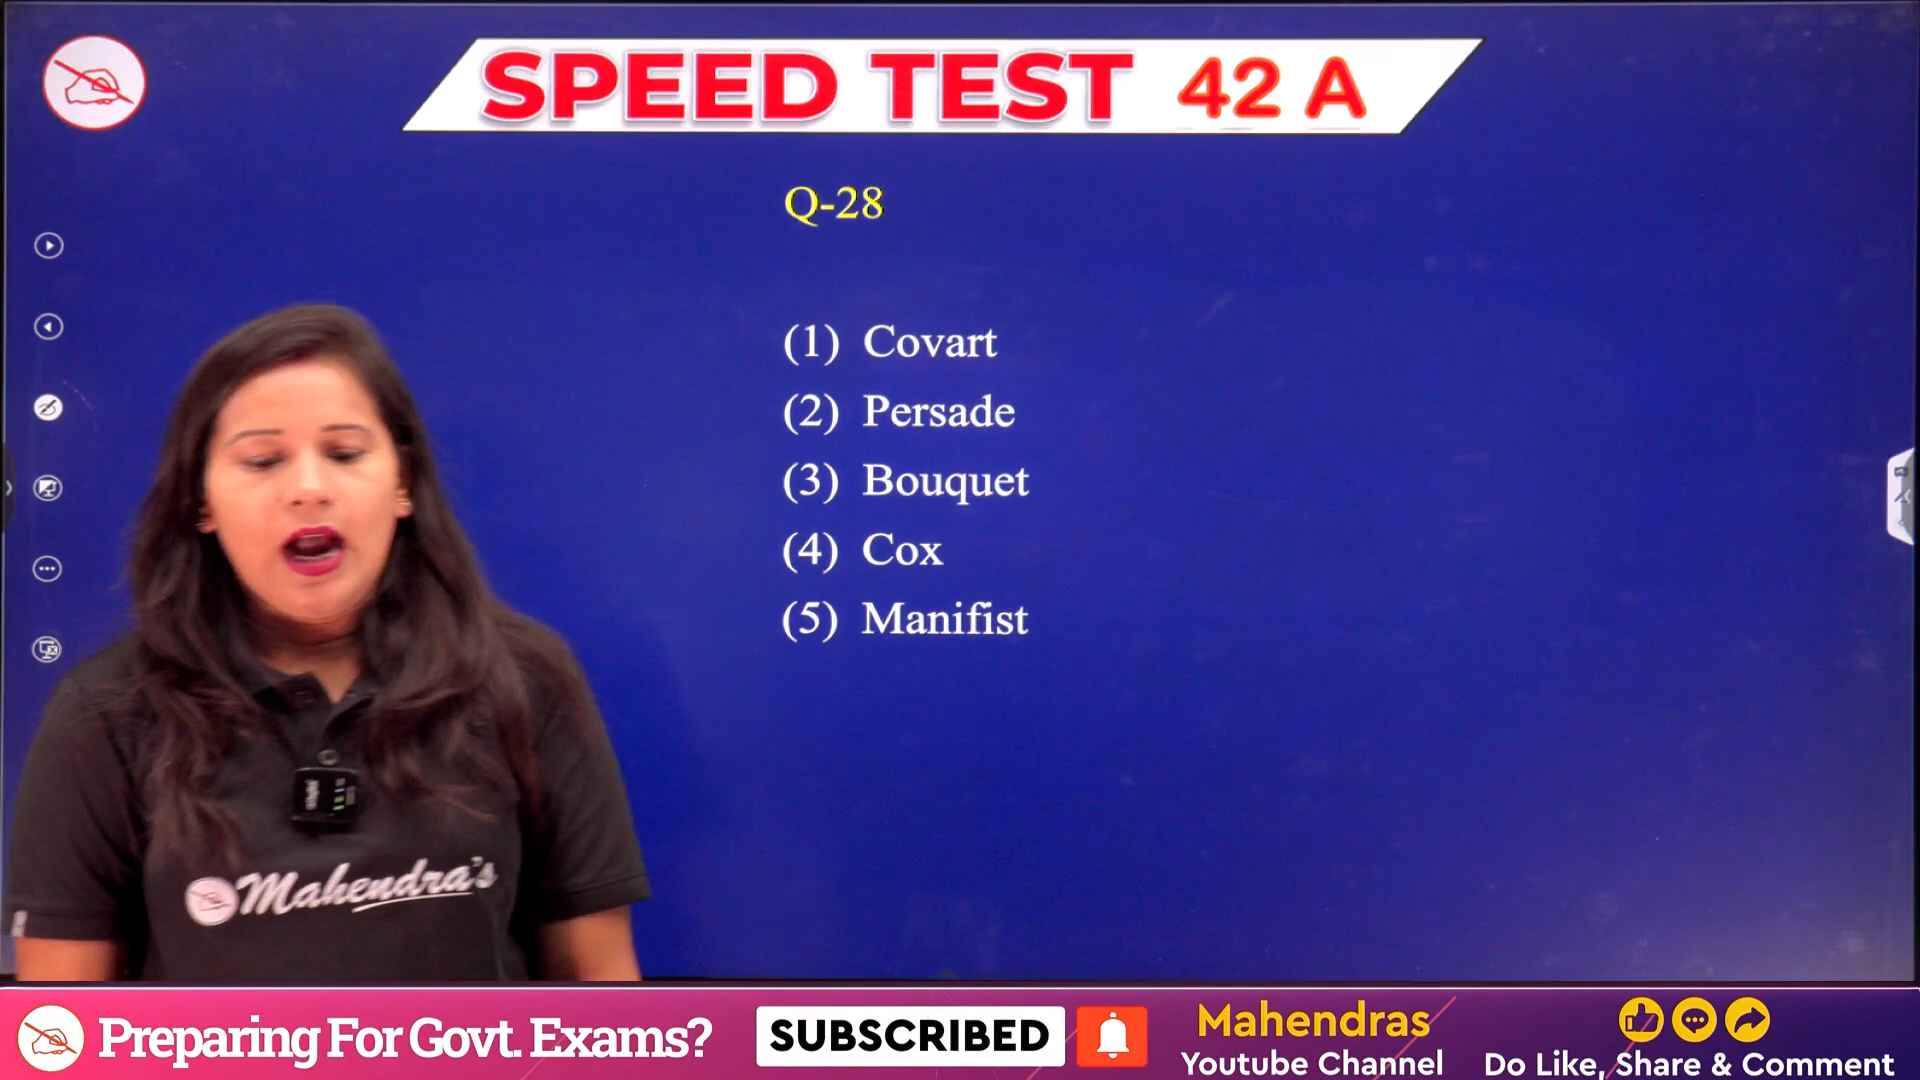 SPEED TEST 42 A
Q-28
(1) Covart
(2) Persade
(3) Bouquet
(4) Cox
(5) Manifist
Mahendra's
Preparing For Govt. Exams?
SUBSCRIBED
Mahendras
Youtube Channel
Do Like, Share & Comment